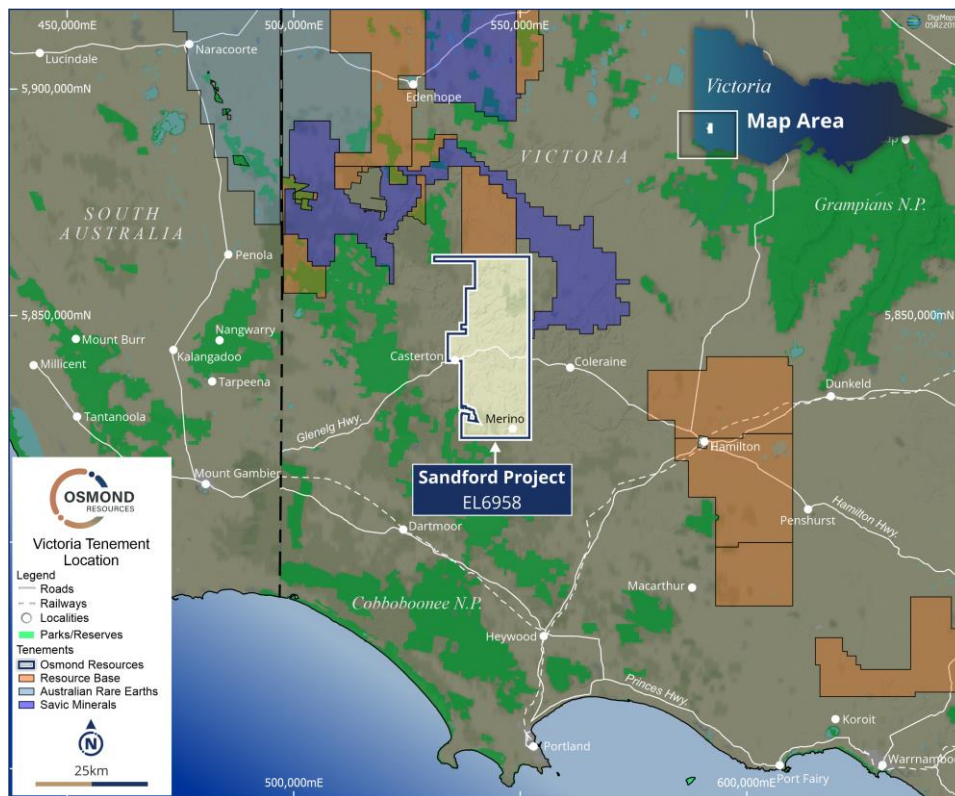 450,000mE
500,000mE
550,000mE
DigiMaps
Lucindale
Naracoorte
5,900,000mN
Edenhope
Victoria
Map Area
VICTORIA
SOUTH
AUSTRALIA
Grampians N.P.
Penola
5,850,000mN
Mount Burr
Nangwarry
Millicent
Kalangadoo
Tarpeena
Casterton
Coleraine
Dunkeld
Tantanoola
Merino
Glenelg Hwy.
Hamilton
Mount Gambier
Sandford Project
EL6958
Hamilton Hwy.
Penshurst
Dartmoor
Macarthur
Cobboboonee N.P.
Heywood
Princes Hwy.
Koroit
Portland
Port Fairy
500,000mE
600,000mE
OSMOND
RESOURCES
Victoria Tenement
Location
Legend
Roads
Railways
Localities
Parks/Reserves
Tenements
Osmond Resources
Resource Base
Australian Rare Earths
Savic Minerals
N
25km